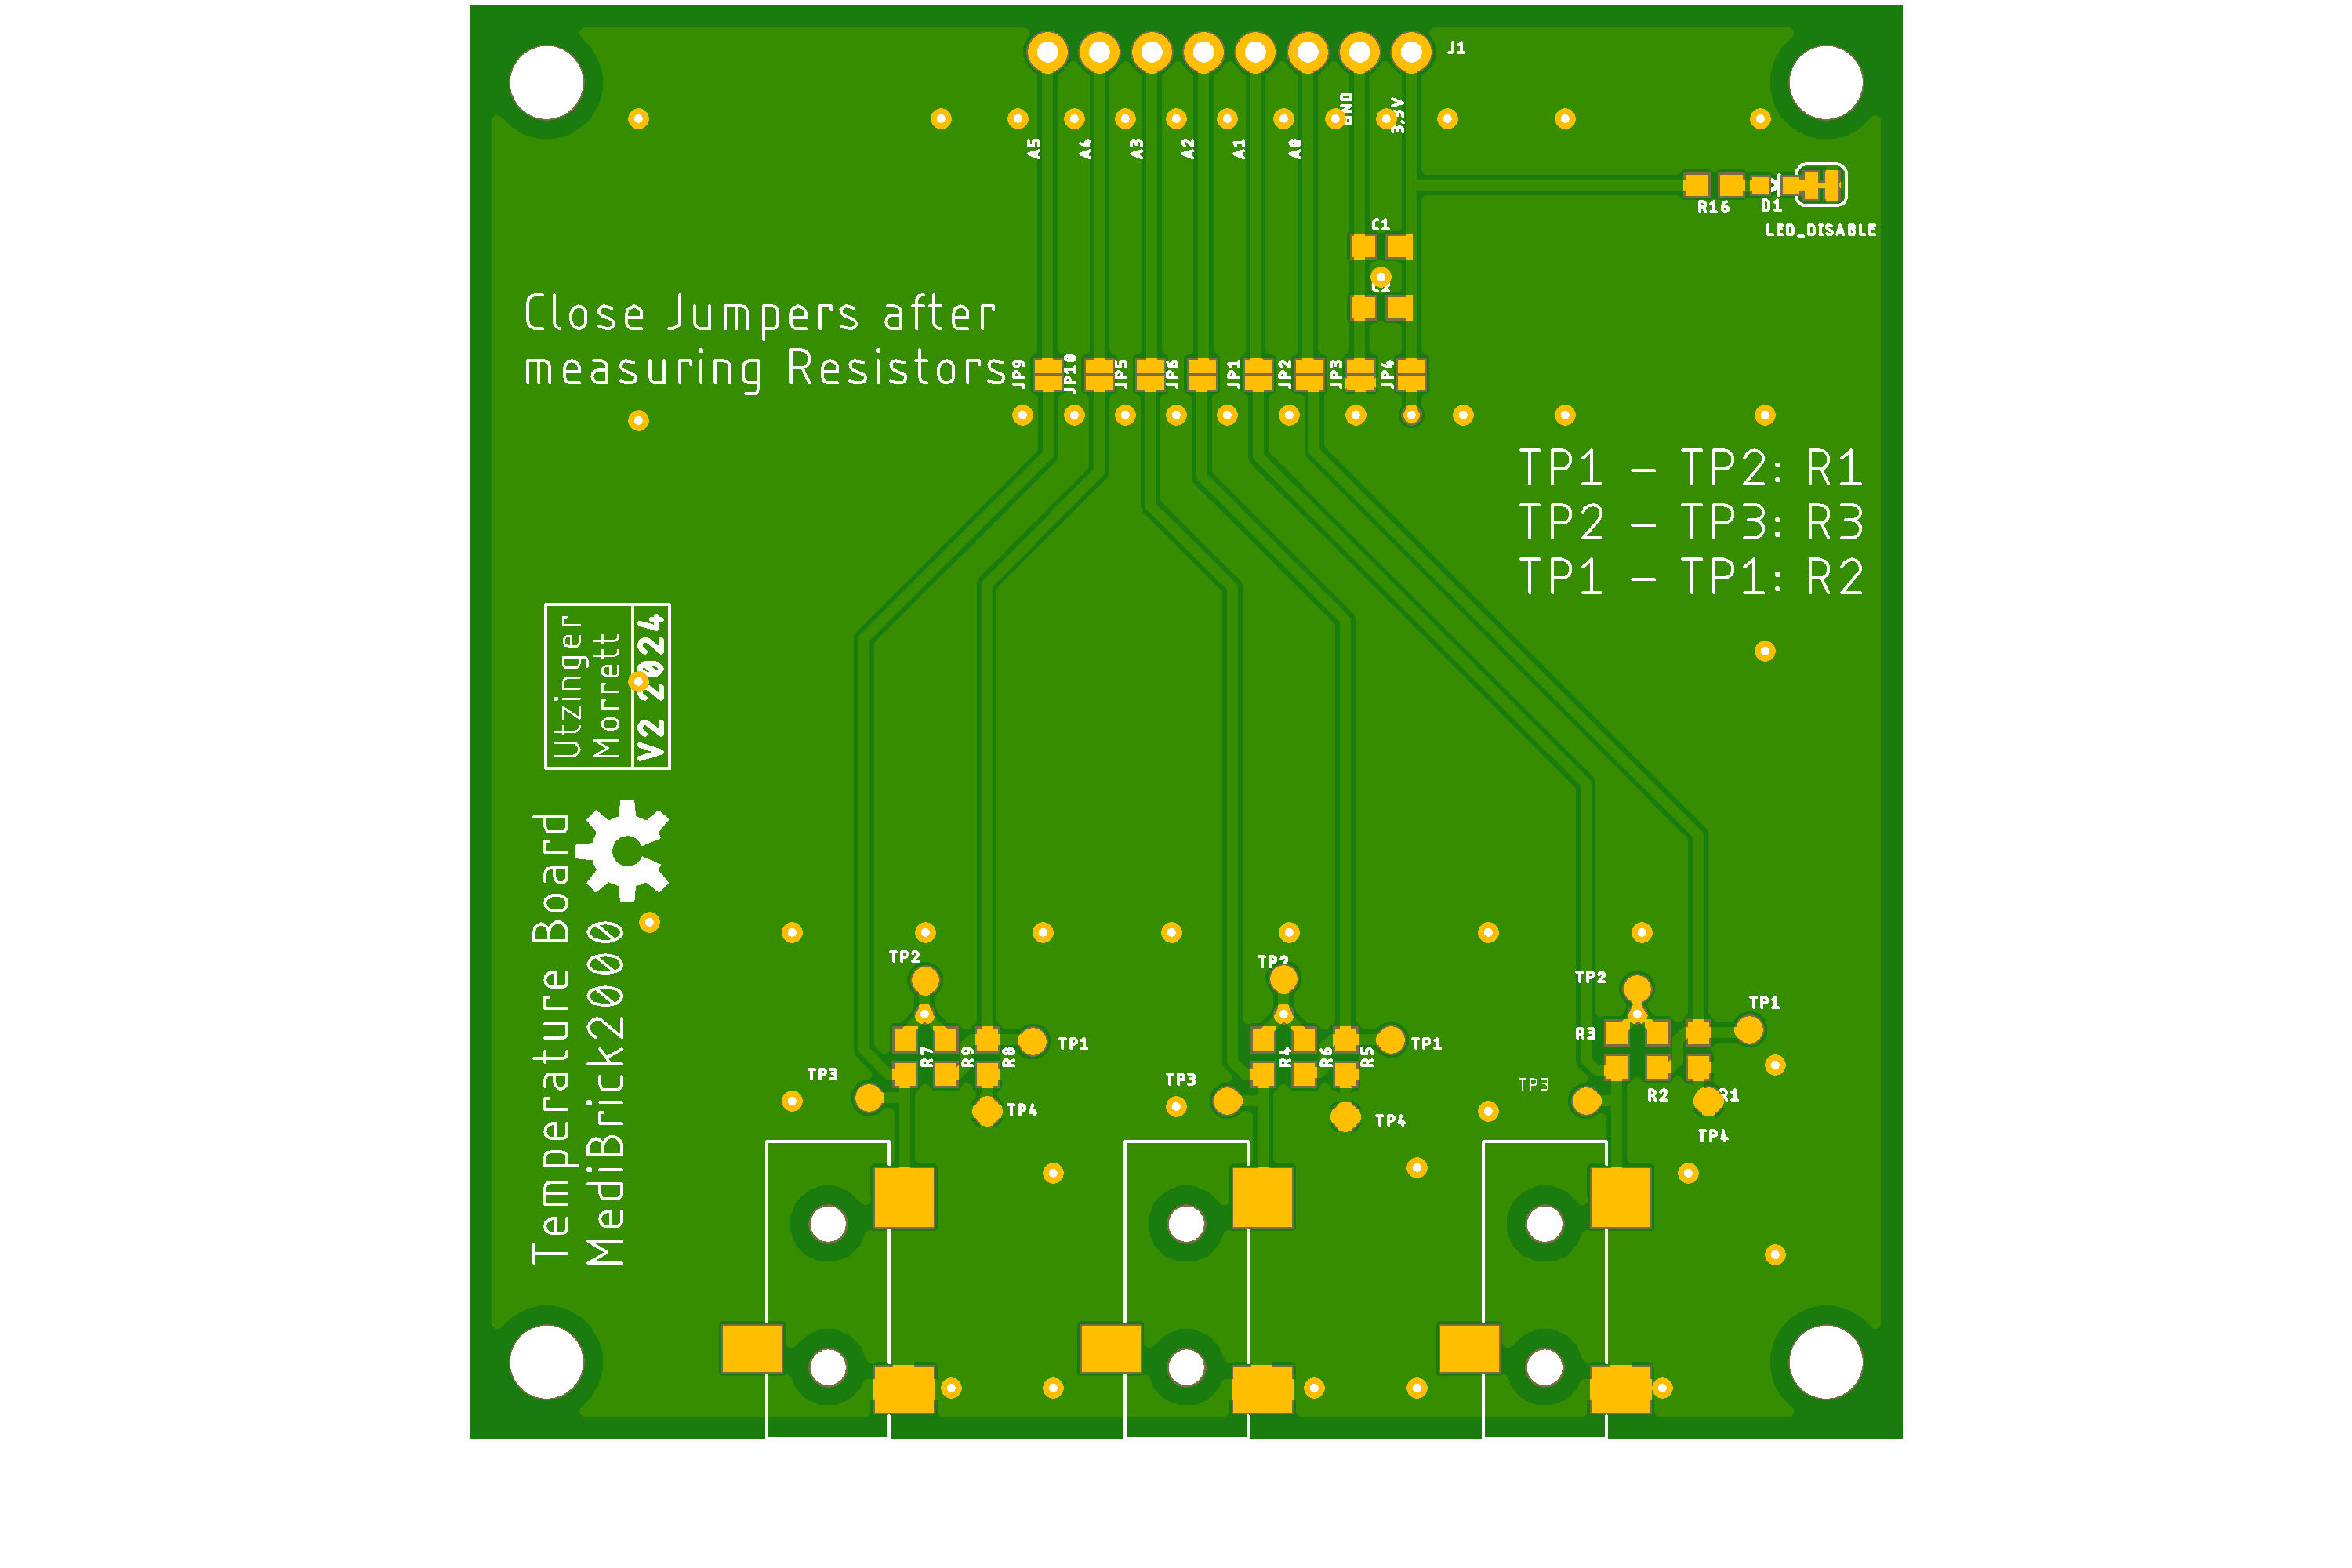 J1
GND
3.3V
A5
A4
A3
A2
A1
A0
R16
D1
LED_DISABLE
C1
C2
Close Jumpers after
measuring Resistors
JP9
JP10
JP5
JP6
JP1
JP2
JP3
JP4
TP1 - TP2: R1
TP2 - TP3: R3
TP1 - TP1: R2
Utzinger
Morrett
V2 2024
Temperature Board
MediBrick2000
TP2
TP1
TP3
TP4
R7
R9
R8
TP2
TP1
TP3
TP4
R4
R6
R5
TP2
TP1
R3
TP3
R2
R1
TP4